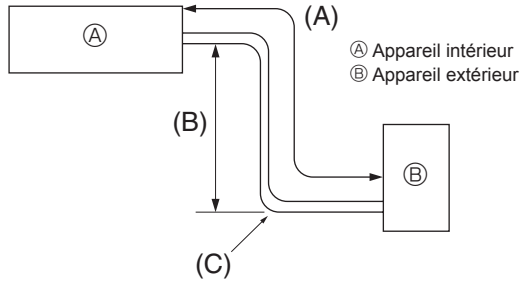 (A)
Ⓐ
Ⓐ Appareil intérieur
Ⓑ Appareil extérieur
(B)
Ⓑ
(C)